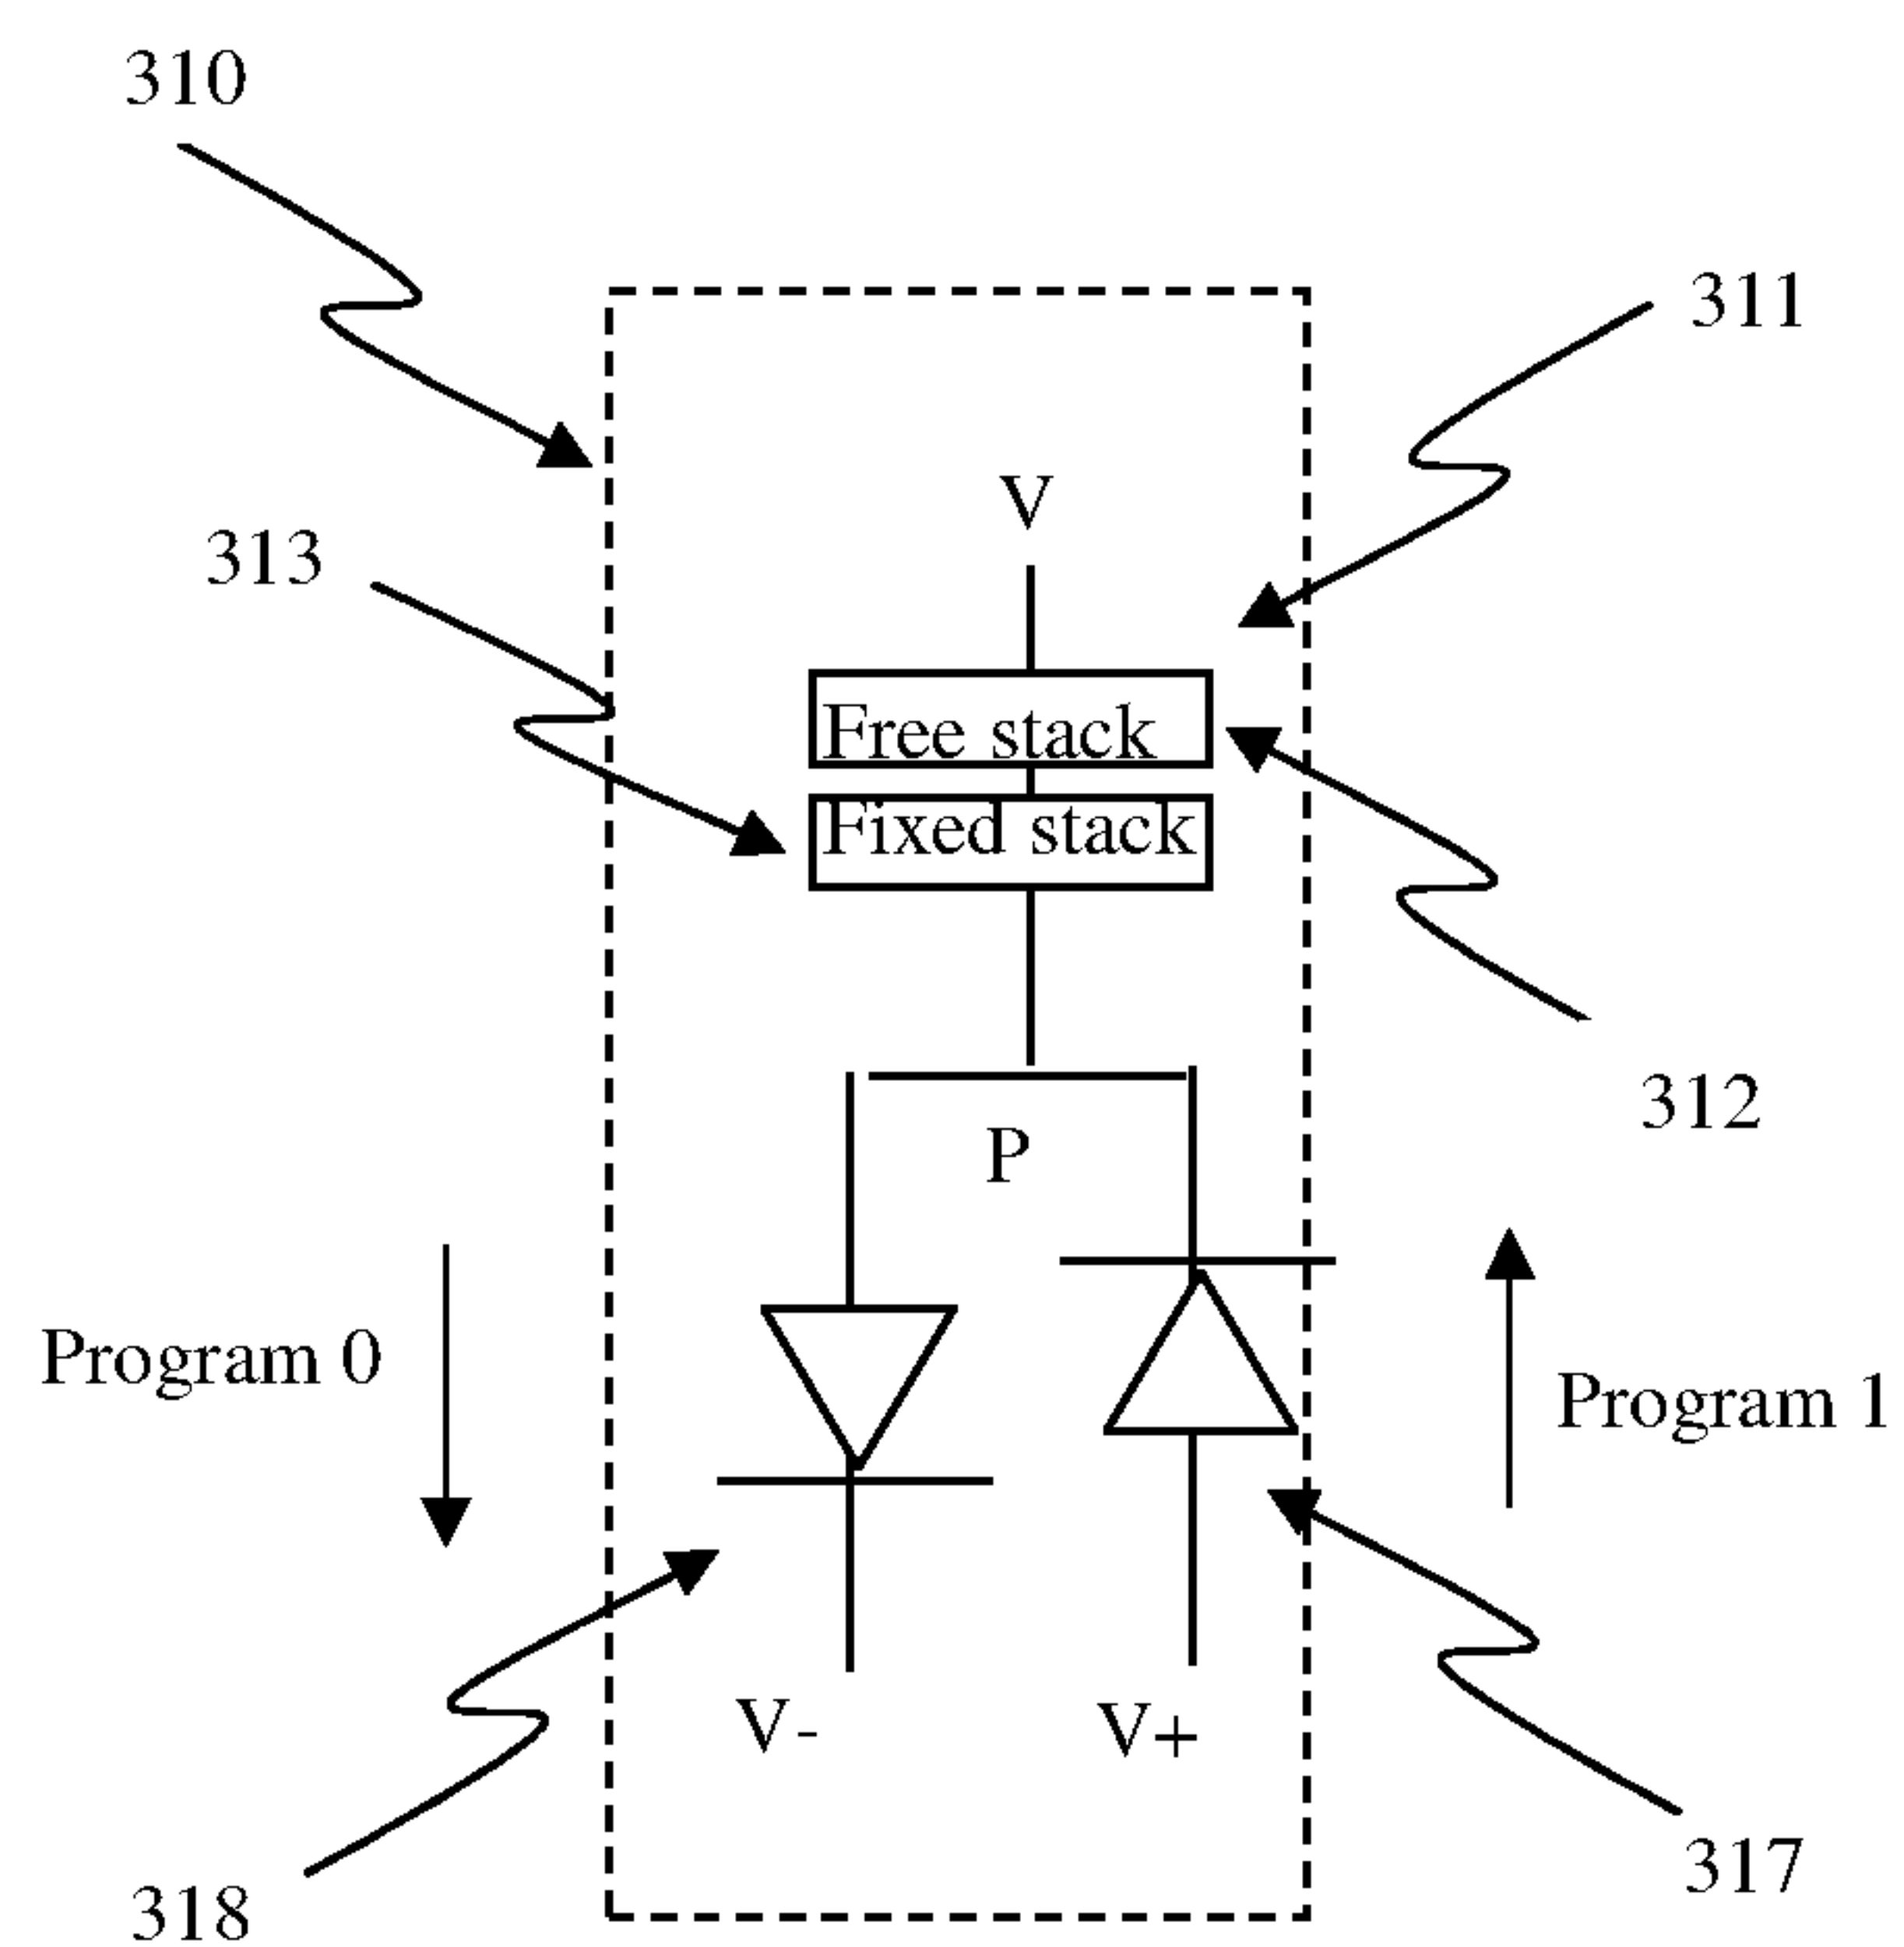 310
311
V
313
Free stack
Fixed stack
312
P
Program 0
Program 1
V-
V+
317
318